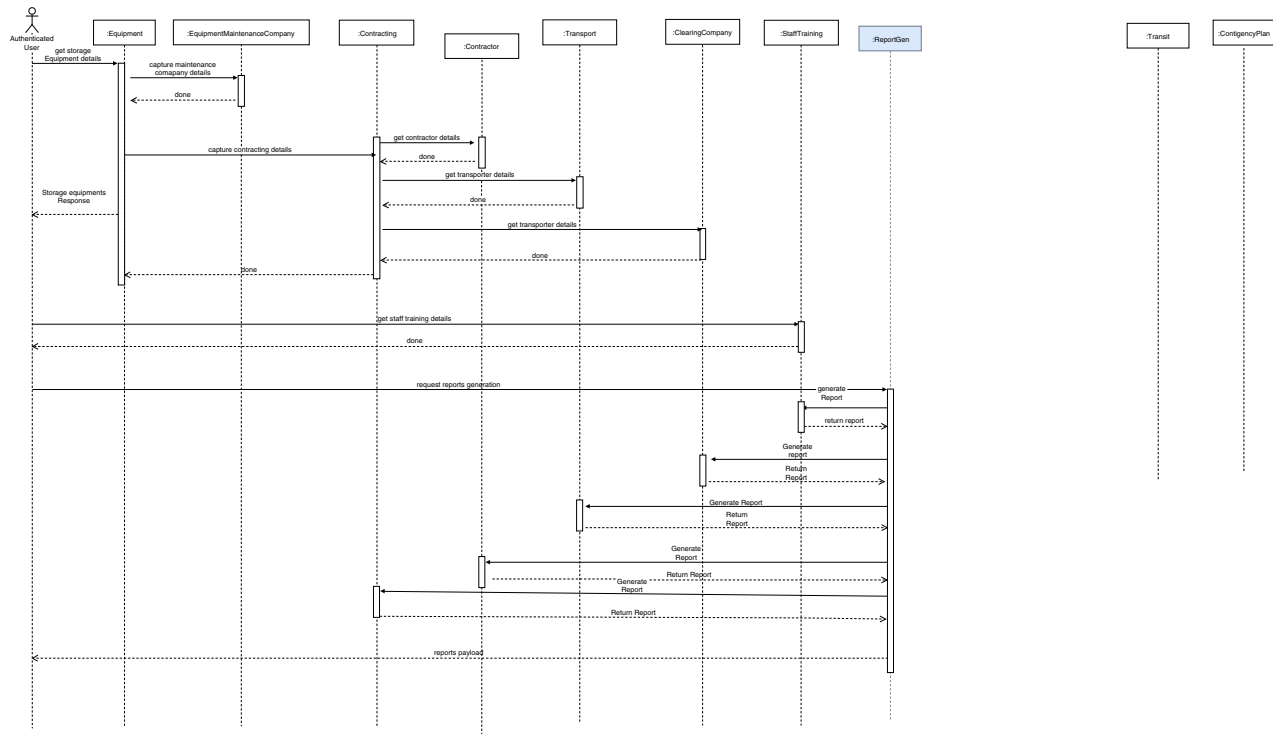 Authenticated
User
:Equipment
:EquipmentMaintenanceCompany
:Contracting
:Contractor
:Transport
:ClearingCompany
:StaffTraining
:ReportGen
:Transit
:ContigencyPlan
get storage
Equipment details
capture maintenance
comapany details
done
get contractor details
capture contracting details
done
get transporter details
Storage equipments
Response
done
get transporter details
done
done
get staff training details
done
request reports generation
generate
Report
return report
Generate
report
Return
Report
Generate Report
Return
Report
Generate
Report
Return Report
Generate
Report
Return Report
reports payload